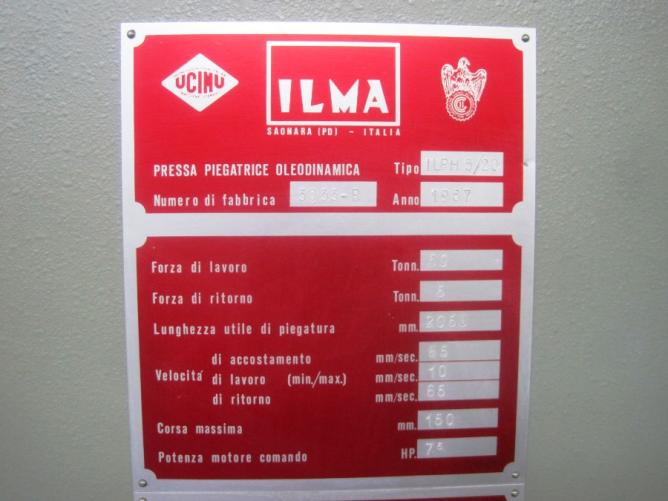 UCIMU
ILMA
SAONARA (PD) - ITALIA
PRESSA PIEGATRICE OLEODINAMICA Tipo
Numero di fabbrica Anno
Forza di lavoro Tonn.
Forza di ritorno Tonn.
Lunghezza utile di piegatura mm.
di accostamento mm/sec.
Velocità di lavoro (min./max.) mm/sec. 10
di ritorno mm/sec. 65
Corsa massima mm. 150
Potenza motore comando HP.